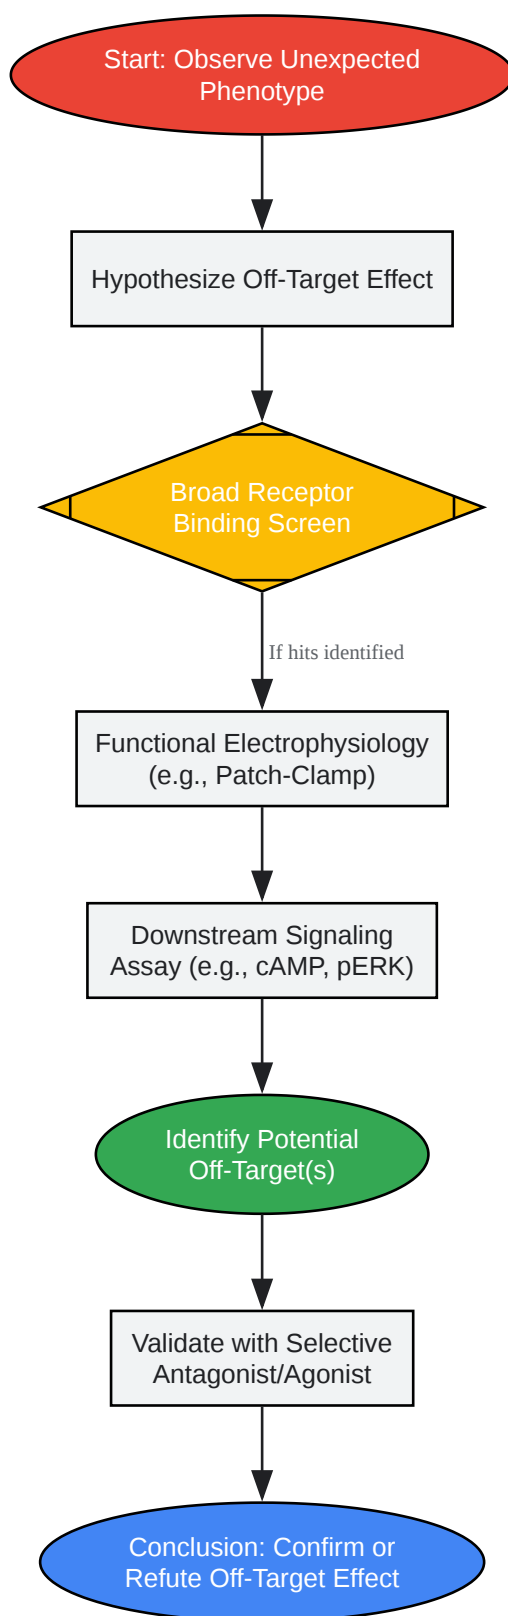 Start: Observe Unexpected
Phenotype
Hypothesize Off-Target Effect
Broad Receptor
Binding Screen
If hits identified
Functional Electrophysiology
(e.g., Patch-Clamp)
Downstream Signaling
Assay (e.g., cAMP, pERK)
Identify Potential
Off-Target(s)
Validate with Selective
Antagonist/Agonist
Conclusion: Confirm or
Refute Off-Target Effect